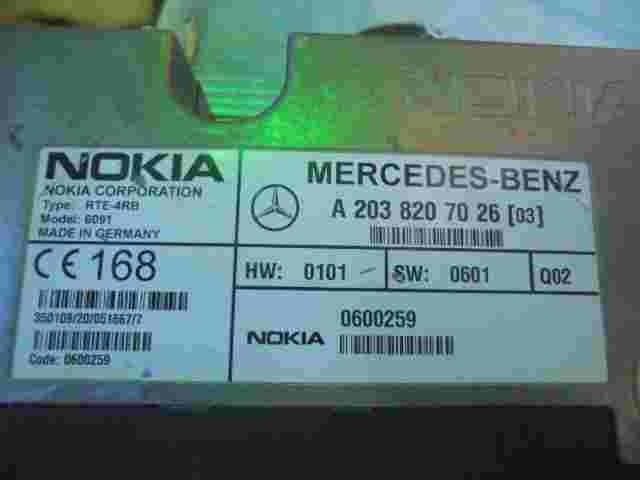 NOKIA
NOKIA
NOKIA CORPORATION
Type: RTE-4RB
Model: 6091
MADE IN GERMANY
CE 168
350109/20/051667/7
Code: 0600259
MERCEDES-BENZ
A 203 820 70 26 [03]
HW: 0101
SW: 0601
Q02
NOKIA
0600259